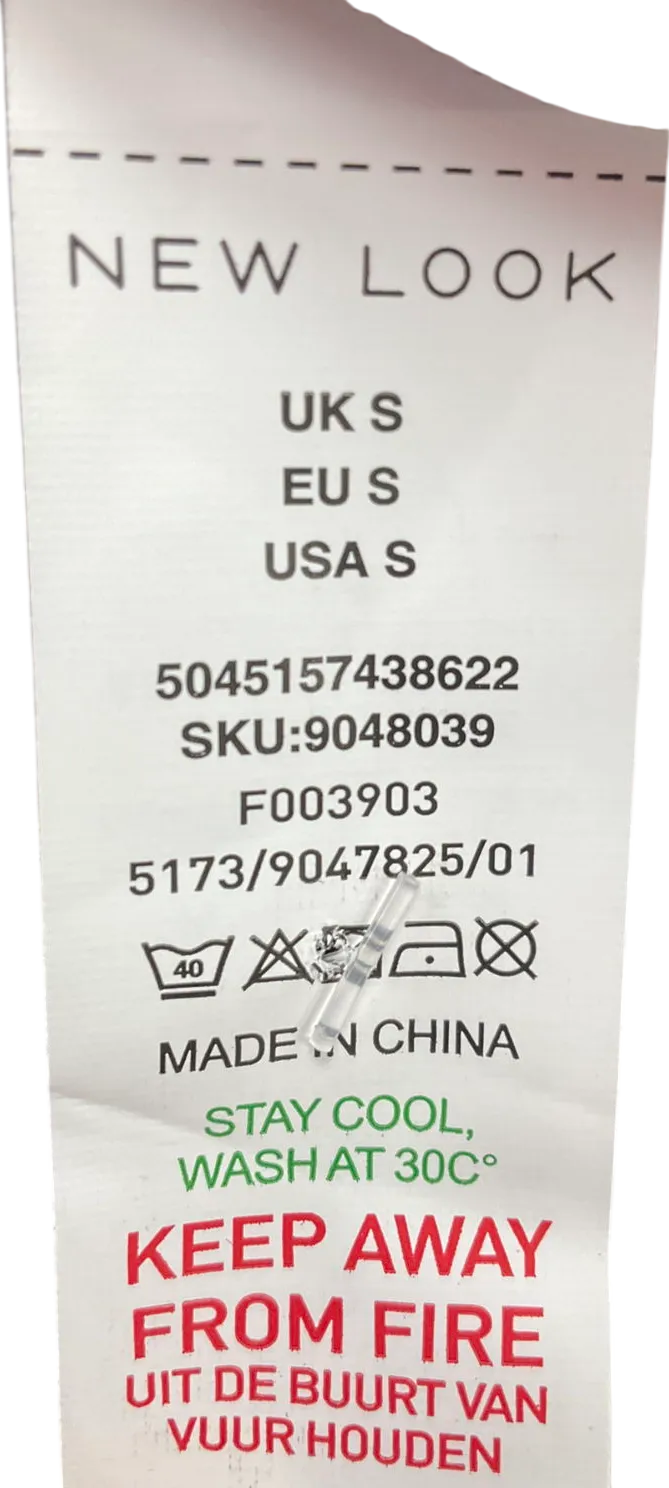 NEW LOOK
UK S
EU S
USA S
5045157438622
SKU:9048039
F003903
5173/9047825/01
40
MADE IN CHINA
STAY COOL,
WASH AT 30C°
KEEP AWAY
FROM FIRE
UIT DE BUURT VAN
VUUR HOUDEN